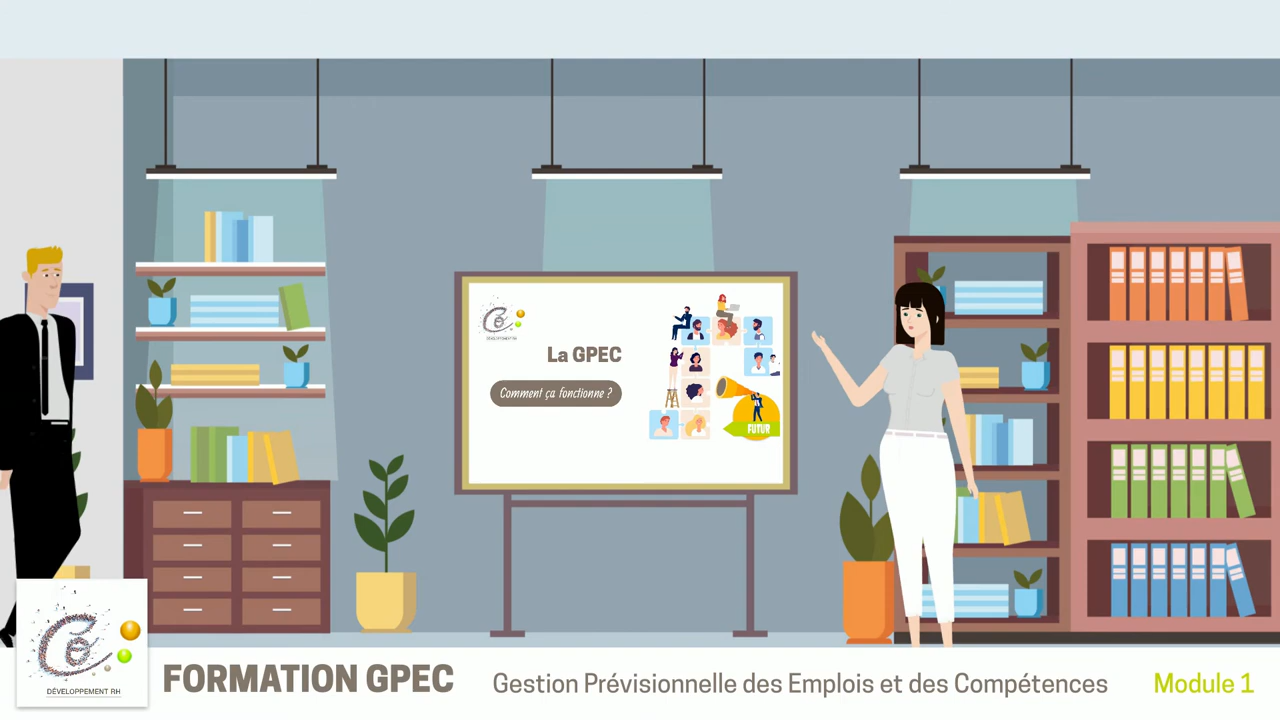 La GPEC
Comment ça fonctionne ?
FUTUR
DÉVELOPPEMENT RH
FORMATION GPEC
Gestion Prévisionnelle des Emplois et des Compétences
Module 1